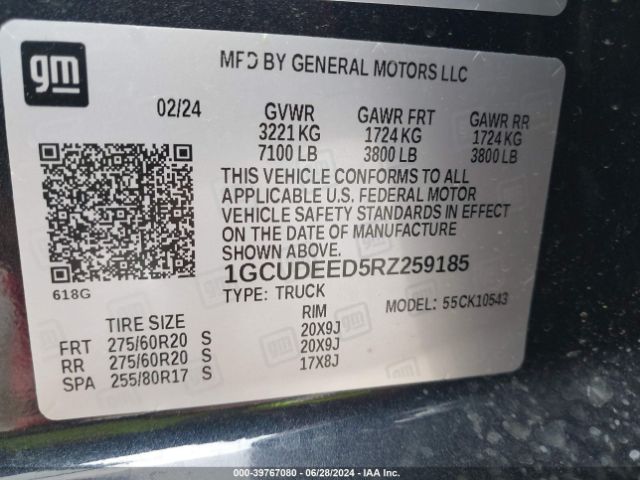 gm
MFD BY GENERAL MOTORS LLC
02/24 GVWR GAWR FRT GAWR RR
3221 KG 1724 KG 1724 KG
7100 LB 3800 LB 3800 LB
THIS VEHICLE CONFORMS TO ALL
APPLICABLE U.S. FEDERAL MOTOR
VEHICLE SAFETY STANDARDS IN EFFECT
ON THE DATE OF MANUFACTURE
SHOWN ABOVE.
1GCUDEED5RZ259185
618G
TYPE: TRUCK MODEL: 55CK10543
TIRE SIZE RIM
FRT 275/60R20 S 20X9J
RR 275/60R20 S 20X9J
SPA 255/80R17 S 17X8J
000-39767080 / 06/28/2024 - IAA Inc.